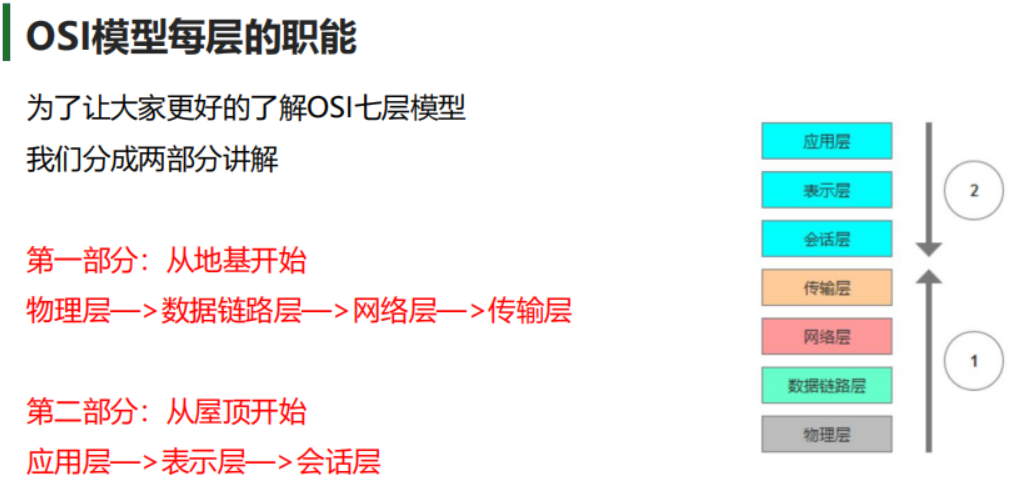 OSI模型每层的职能
为了让大家更好的了解OSI七层模型
我们分成两部分讲解
第一部分：从地基开始
物理层—>数据链路层—>网络层—>传输层
第二部分：从屋顶开始
应用层—>表示层—>会话层
应用层
表示层
会话层
传输层
网络层
数据链路层
物理层
2
1